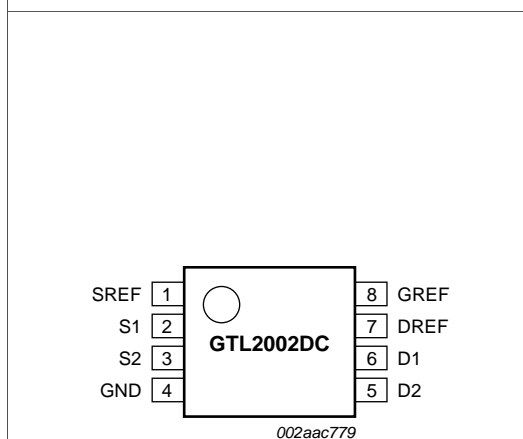 SREF 1 8 GREF
S1 2 7 DREF
GTL2002DC
S2 3 6 D1
GND 4 5 D2
002aac779